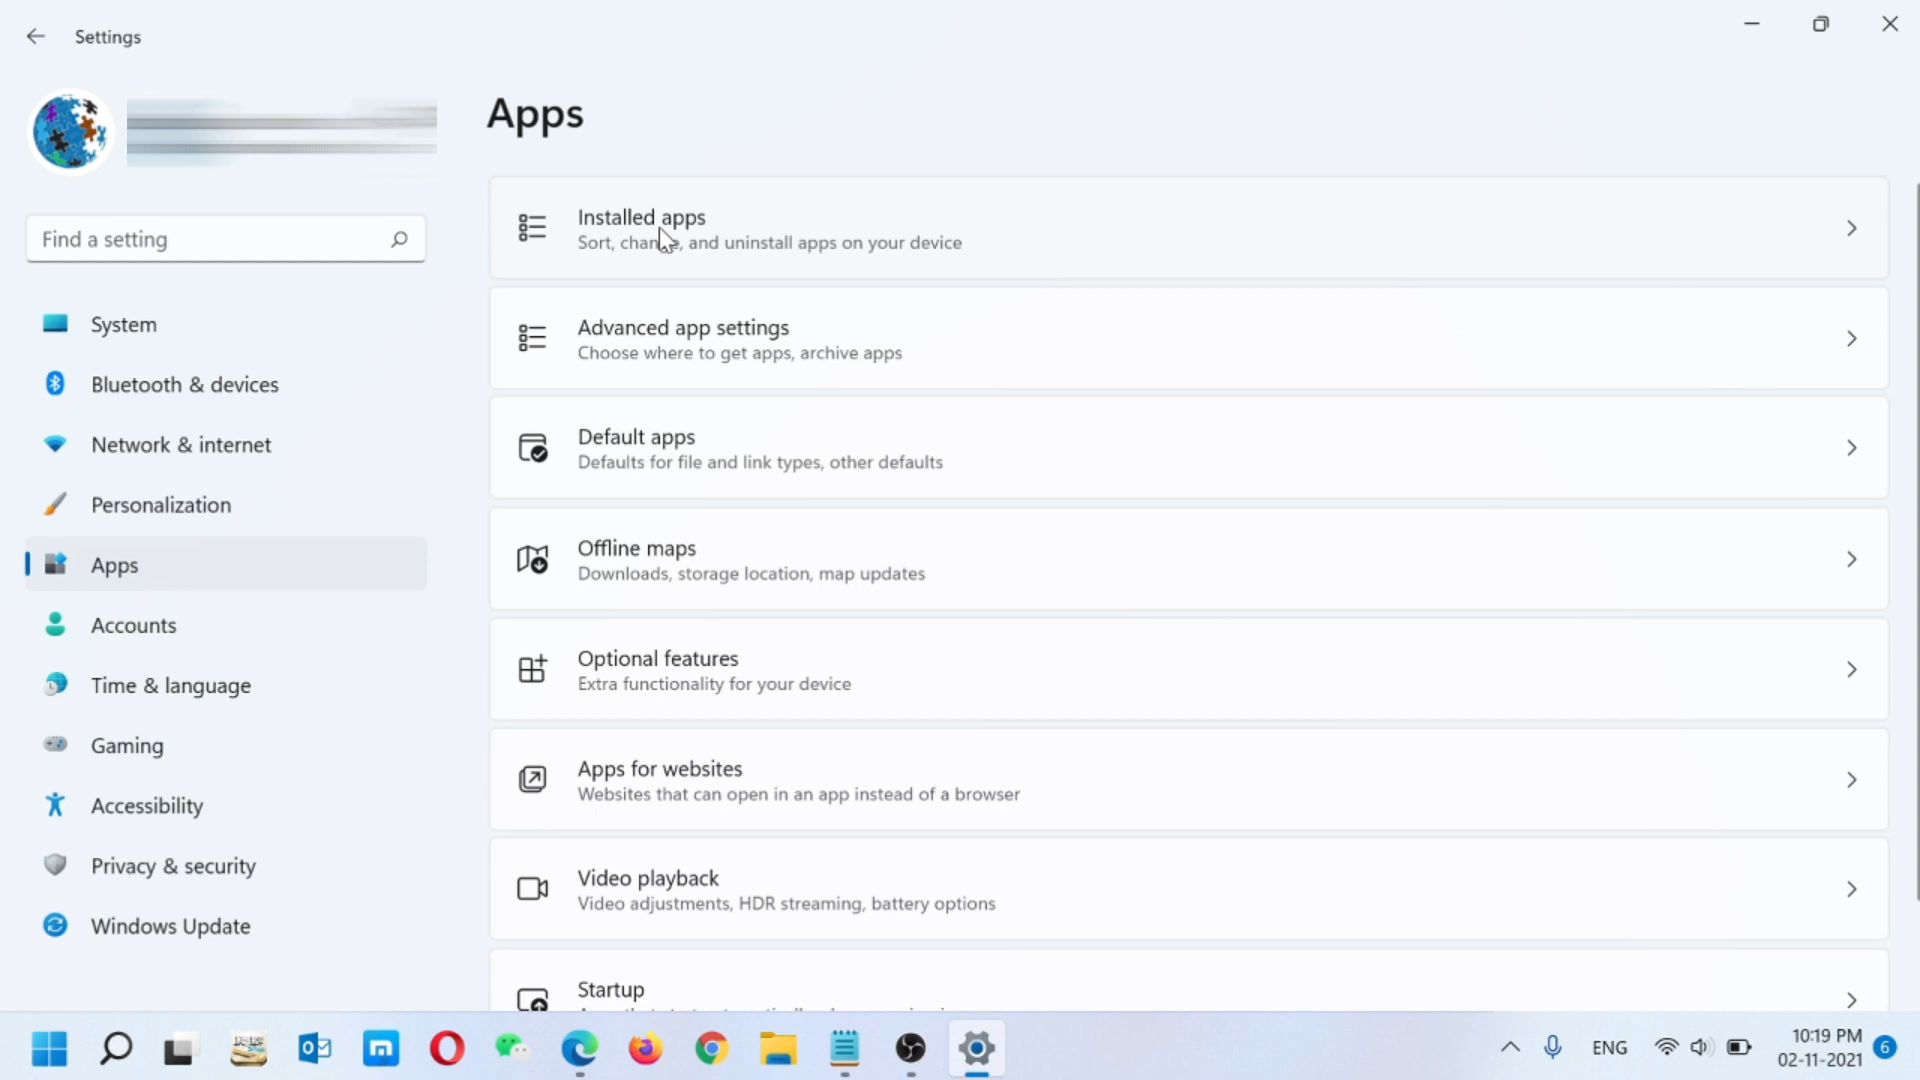 Settings
Apps
Find a setting
System
Bluetooth & devices
Network & internet
Personalization
Apps
Accounts
Time & language
Gaming
Accessibility
Privacy & security
Windows Update
Installed apps
Sort, change, and uninstall apps on your device
Advanced app settings
Choose where to get apps, archive apps
Default apps
Defaults for file and link types, other defaults
Offline maps
Downloads, storage location, map updates
Optional features
Extra functionality for your device
Apps for websites
Websites that can open in an app instead of a browser
Video playback
Video adjustments, HDR streaming, battery options
Startup
ENG
10:19 PM
02-11-2021
6